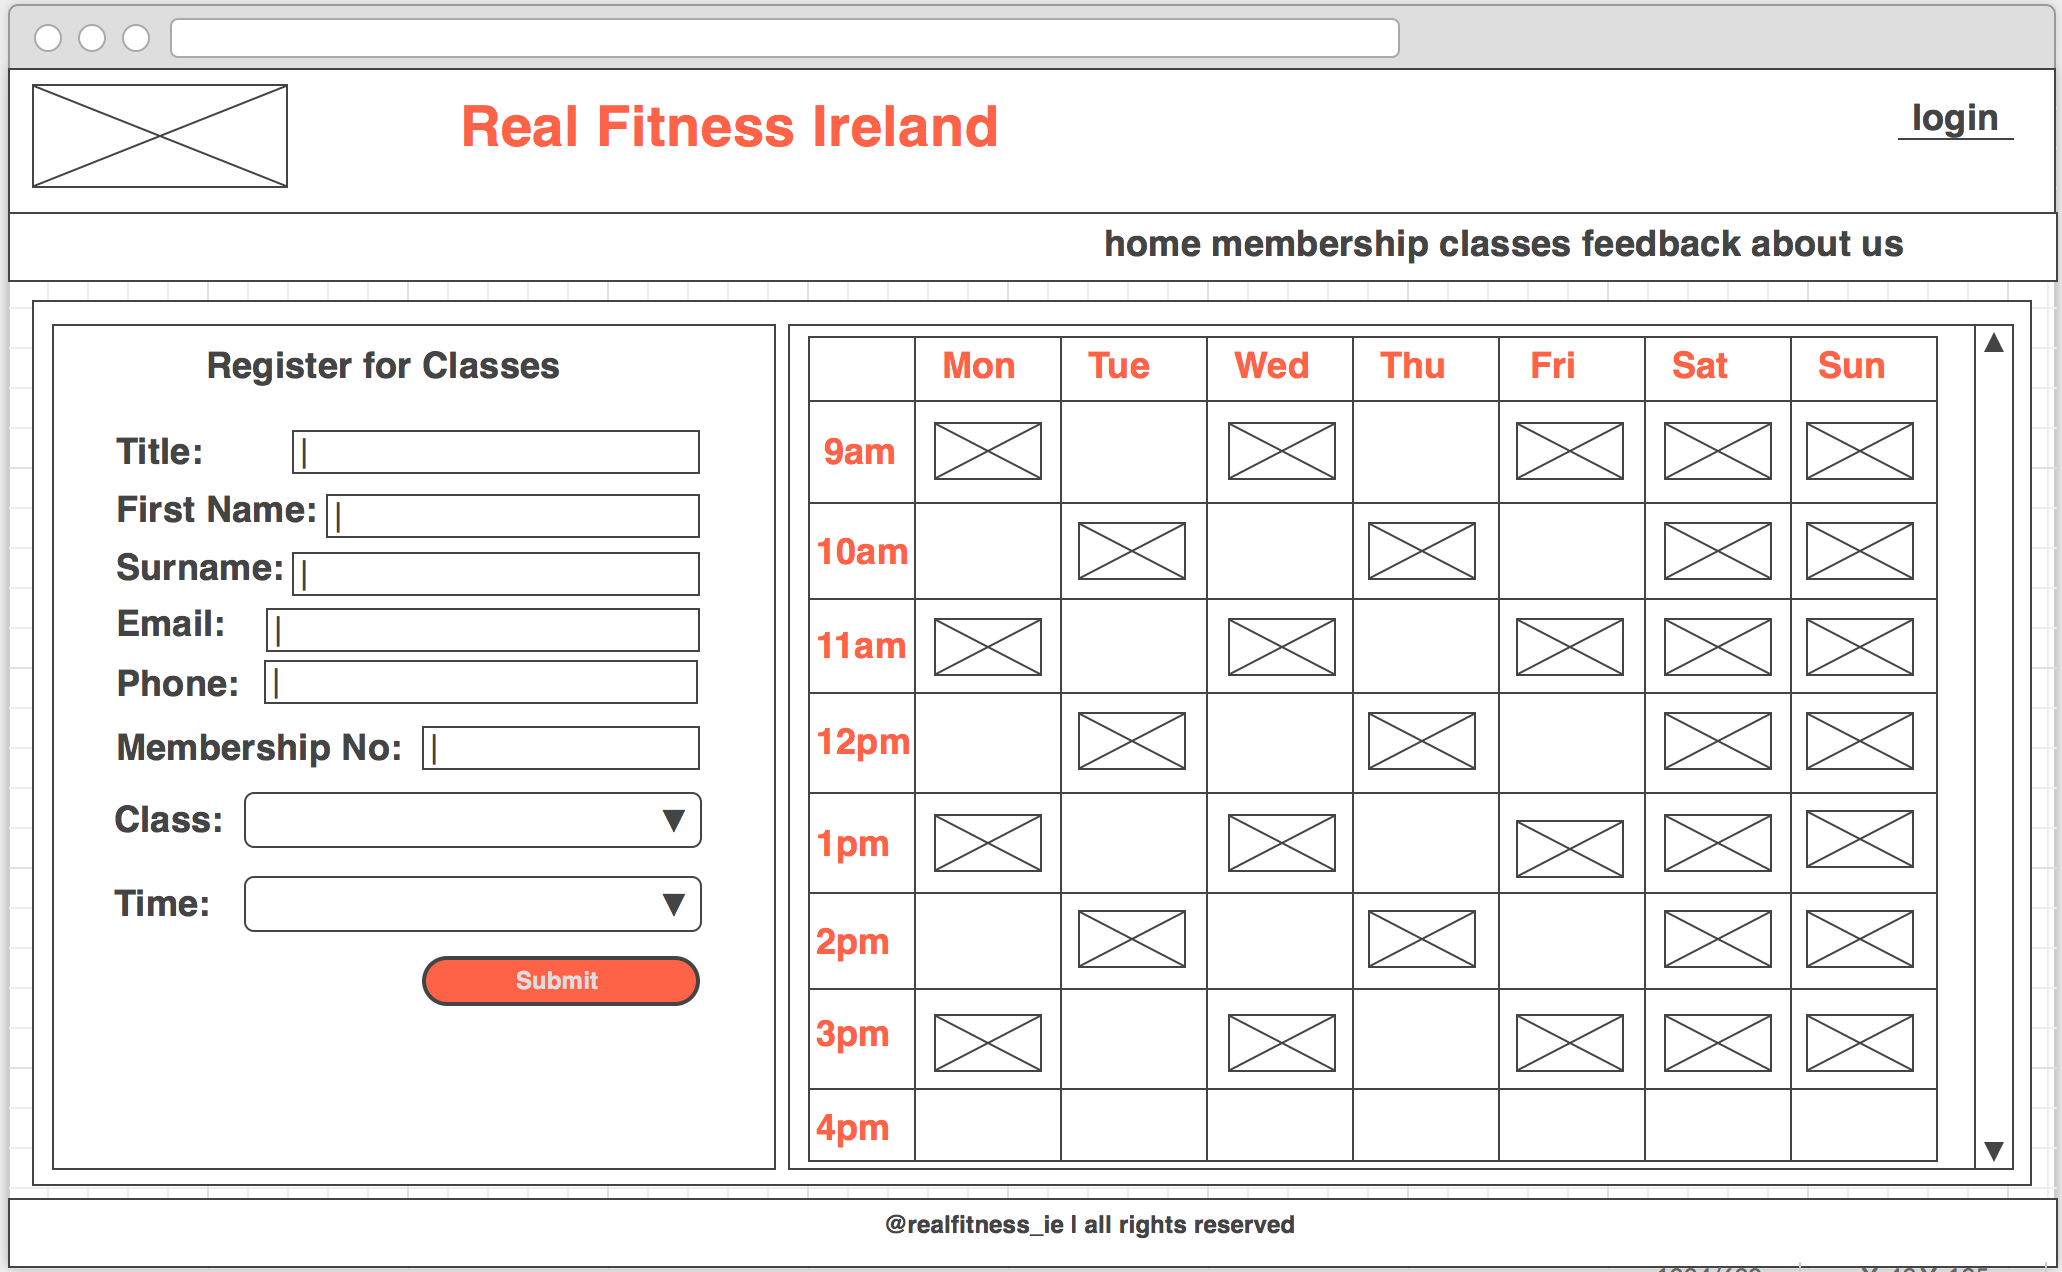 Real Fitness Ireland
login
home membership classes feedback about us
Register for Classes
Title:
First Name:
Surname:
Email:
Phone:
Membership No:
Class:
Time:
Submit
Mon Tue Wed Thu Fri Sat Sun
9am
10am
11am
12pm
1pm
2pm
3pm
4pm
@realfitness_ie | all rights reserved